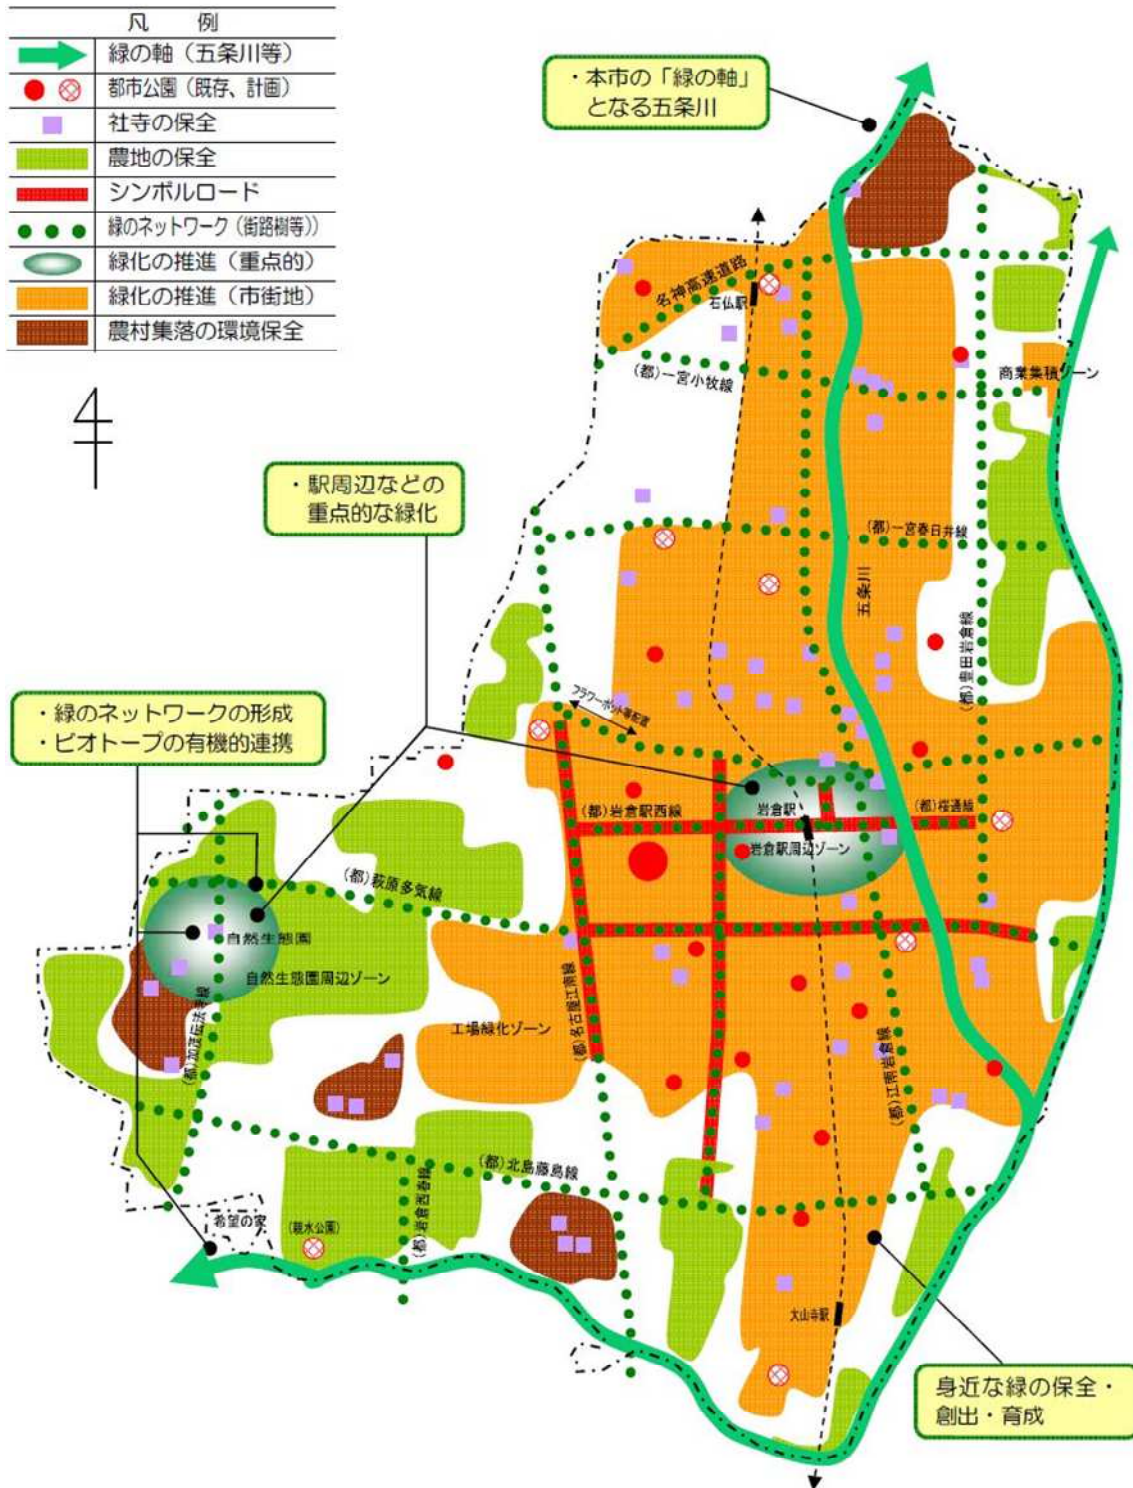 凡 例
緑の軸（五条川等）
都市公園（既存、計画）
社寺の保全
農地の保全
シンボルロード
緑のネットワーク（街路樹等））
緑化の推進（重点的）
緑化の推進（市街地）
農村集落の環境保全
・本市の「緑の軸」
となる五条川
名神高速道路
石仏駅
（都）一宮小牧線
商業集積ゾーン
・駅周辺などの
重点的な緑化
（都）一宮春日井線
五条川
（都）豊田岩倉線
・緑のネットワークの形成
・ビオトープの有機的連携
フラワーポット等配置
（都）岩倉駅西線
岩倉駅
（都）桜通線
岩倉駅周辺ゾーン
（都）萩原多気線
自然生態園
自然生態園周辺ゾーン
（都）加茂伝法寺線
工場緑化ゾーン
（都）名古屋江南線
（都）江南岩倉線
（都）北島藤島線
（都）岩倉西春線
希望の家
（親水公園）
大山寺駅
身近な緑の保全・
創出・育成